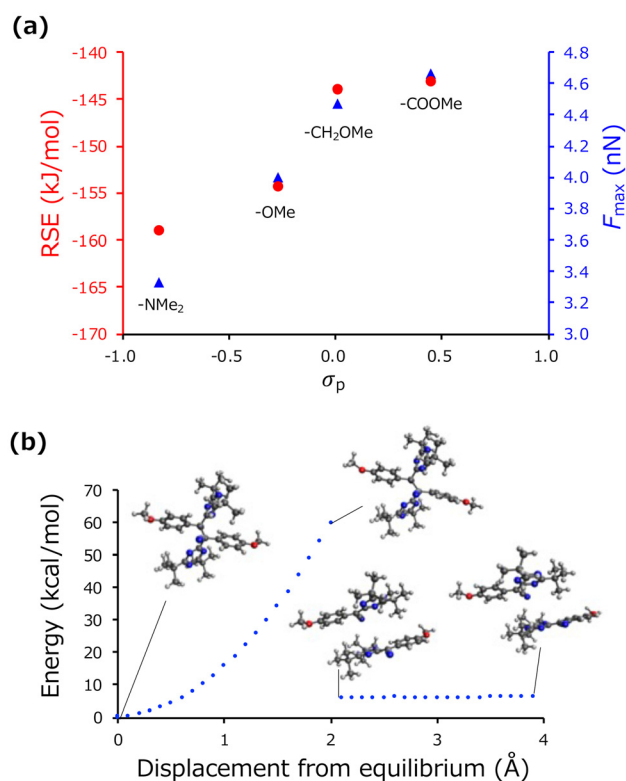 (a)
RSE (kJ/mol)
-140
-145
-150
-155
-160
-165
-170
4.8
4.6
4.4
4.2
4.0
3.8
3.6
3.4
3.2
3.0
Fmax (nN)
-CH2OMe
-COOMe
-OMe
-NMe2
-1.0 -0.5 0.0 0.5 1.0
σp
(b)
Energy (kcal/mol)
70
60
50
40
30
20
10
0
0 1 2 3 4
Displacement from equilibrium (Å)